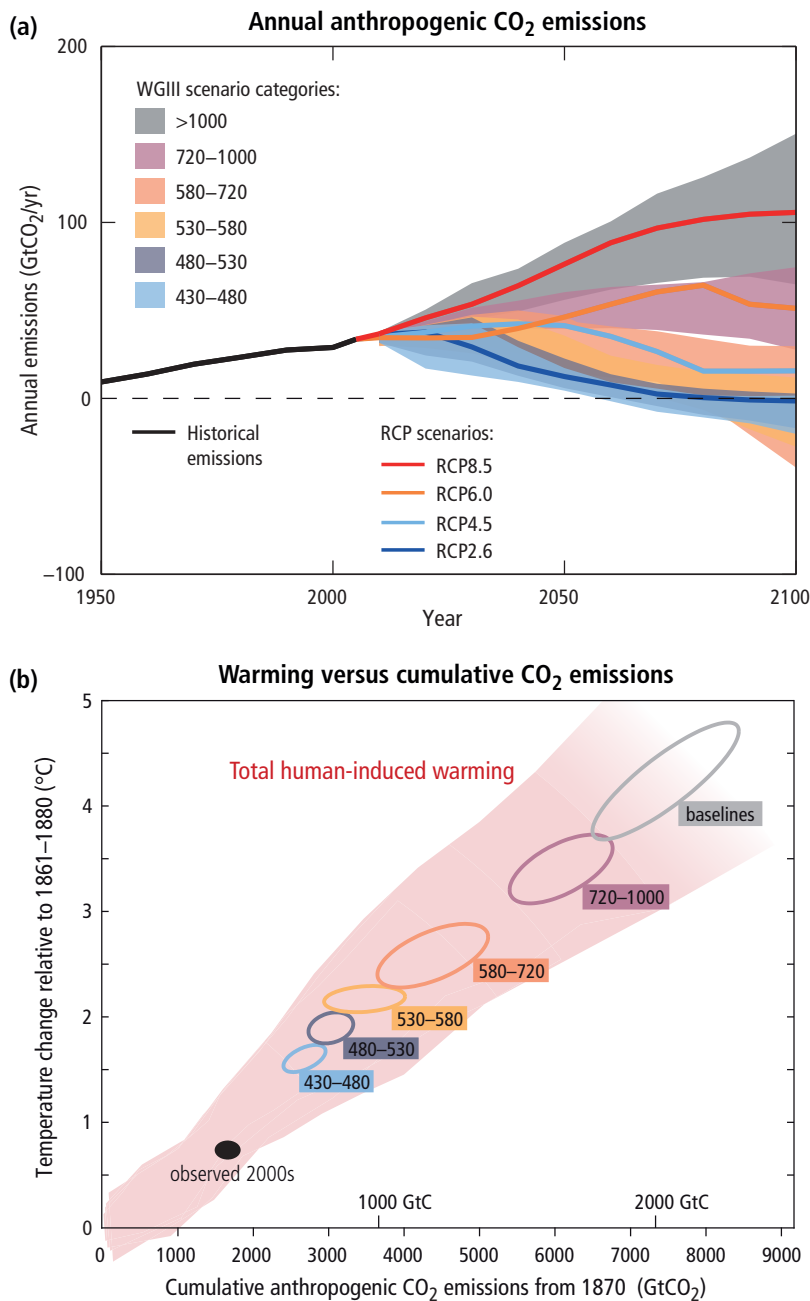 (a)
Annual anthropogenic CO₂ emissions
200
WGIII scenario categories:
>1000
720–1000
580–720
530–580
480–530
430–480
100
Annual emissions (GtCO₂/yr)
0
Historical
emissions
RCP scenarios:
RCP8.5
RCP6.0
RCP4.5
RCP2.6
–100
1950
2000
2050
2100
Year
(b)
Warming versus cumulative CO₂ emissions
5
Total human-induced warming
4
baselines
720–1000
3
580–720
530–580
2
480–530
430–480
Temperature change relative to 1861–1880 (°C)
1
observed 2000s
1000 GtC
2000 GtC
0
0
1000
2000
3000
4000
5000
6000
7000
8000
9000
Cumulative anthropogenic CO₂ emissions from 1870 (GtCO₂)